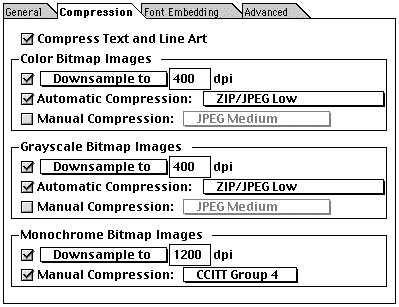 General Compression Font Embedding Advanced
Compress Text and Line Art
Color Bitmap Images
Downsample to 400 dpi
Automatic Compression: ZIP/JPEG Low
Manual Compression: JPEG Medium
Grayscale Bitmap Images
Downsample to 400 dpi
Automatic Compression: ZIP/JPEG Low
Manual Compression: JPEG Medium
Monochrome Bitmap Images
Downsample to 1200 dpi
Manual Compression: CCITT Group 4